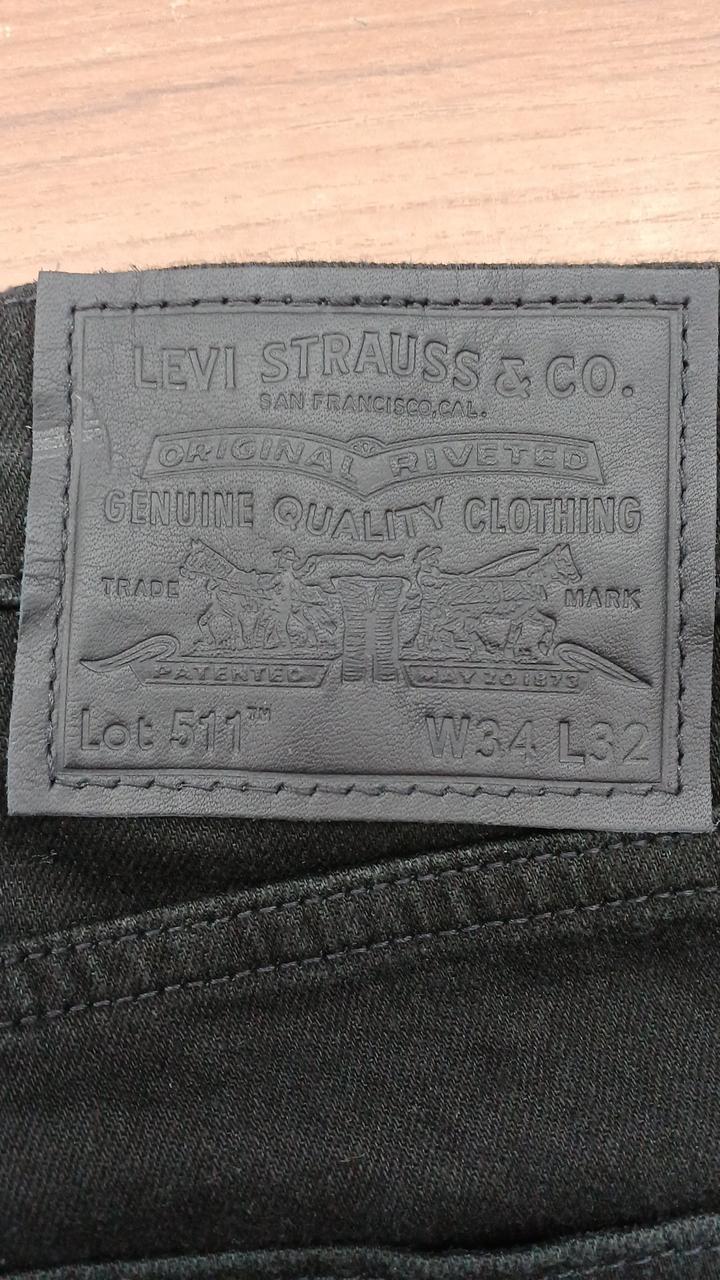 LEVI STRAUSS & CO.
SAN FRANCISCO, CAL.
ORIGINAL RIVETED
GENUINE QUALITY CLOTHING
TRADE MARK
PATENTED MAY 20 1873
Lot 511™ W34 L32